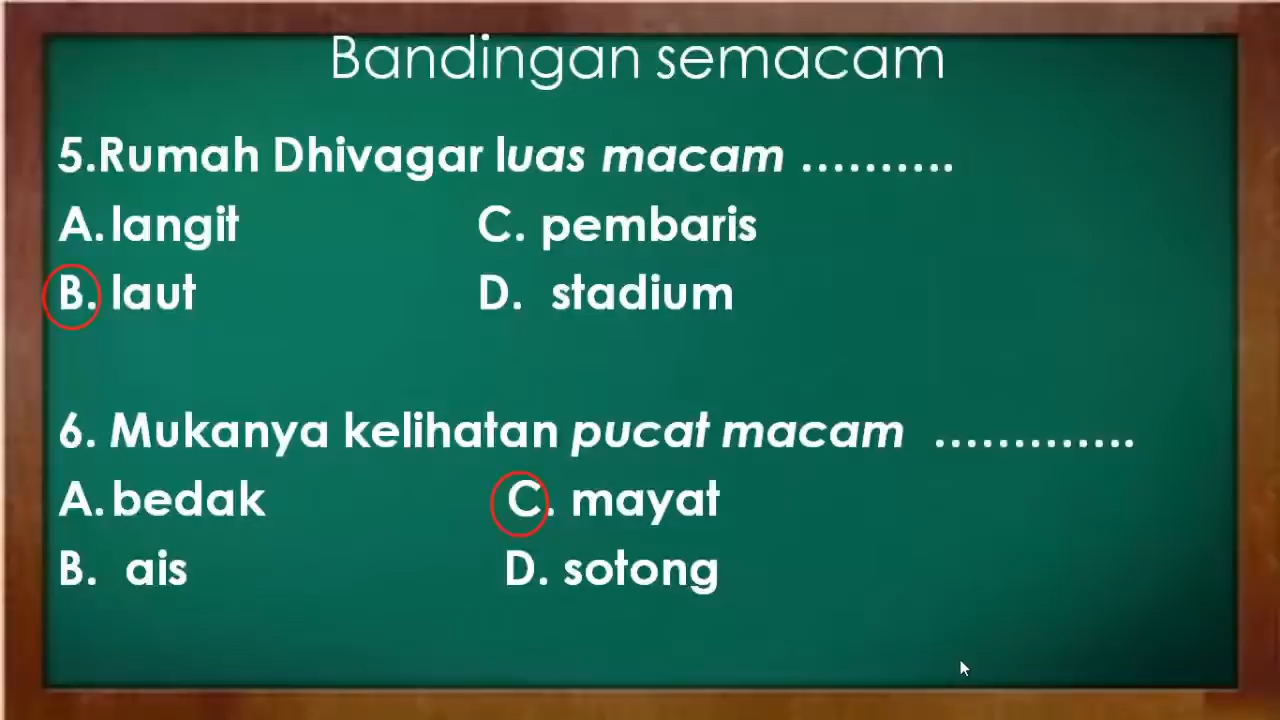 Bandingan semacam
5.Rumah Dhivagar luas macam ..........
A.langit C. pembaris
B. laut D. stadium
6. Mukanya kelihatan pucat macam .............
A.bedak C. mayat
B. ais D. sotong